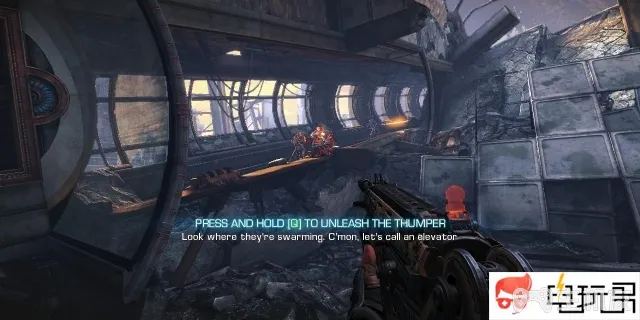 PRESS AND HOLD [Q] TO UNLEASH THE THUMPER
Look where they're swarming. C'mon, let's call an elevator
电玩